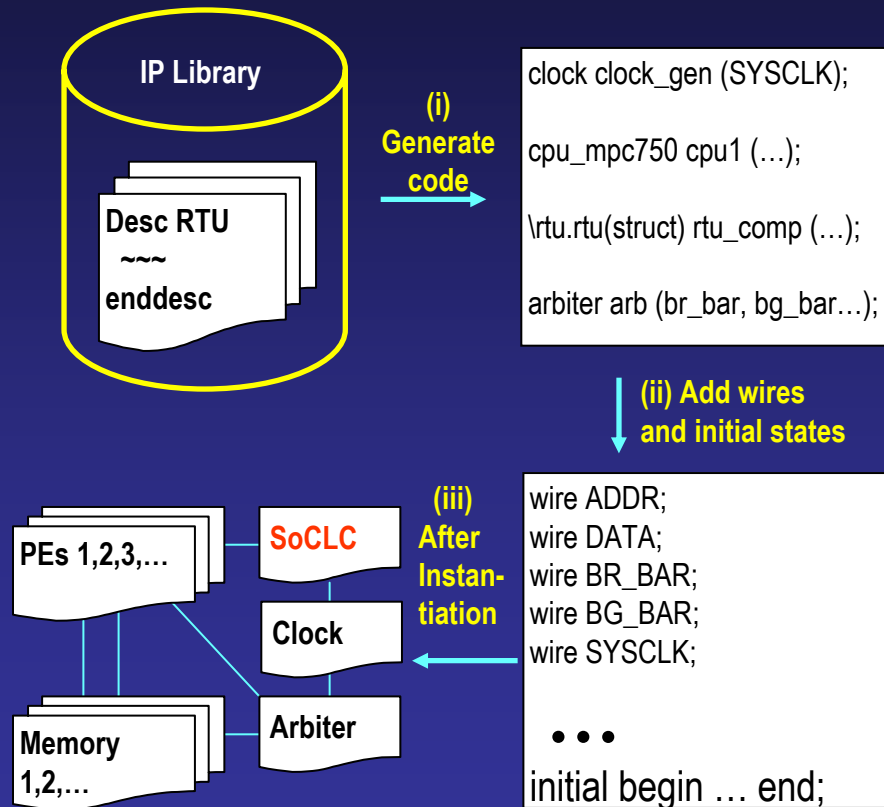 IP Library
Desc RTU
~~~
enddesc
(i)
Generate
code
clock clock_gen (SYSCLK);
cpu_mpc750 cpu1 (…);
\rtu.rtu(struct) rtu_comp (…);
arbiter arb (br_bar, bg_bar…);
(ii) Add wires
and initial states
wire ADDR;
wire DATA;
wire BR_BAR;
wire BG_BAR;
wire SYSCLK;
•••
initial begin … end;
(iii)
After
Instan-
tiation
PEs 1,2,3,…
SoCLC
Clock
Arbiter
Memory
1,2,…